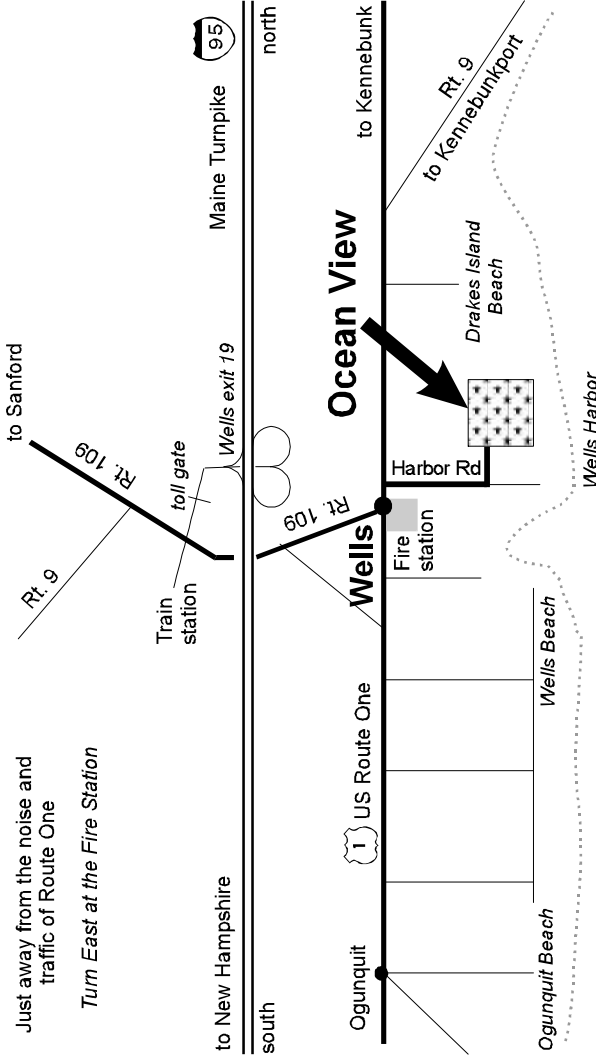 Just away from the noise and
traffic of Route One
Turn East at the Fire Station
to Sanford
Rt. 109
Rt. 9
toll gate
Train
station
Wells exit 19
Maine Turnpike
95
to New Hampshire
south
north
Rt. 109
Ocean View
Ogunquit
1
US Route One
Wells
to Kennebunk
Fire
station
Harbor Rd
Rt. 9
to Kennebunkport
Drakes Island
Beach
Ogunquit Beach
Wells Beach
Wells Harbor